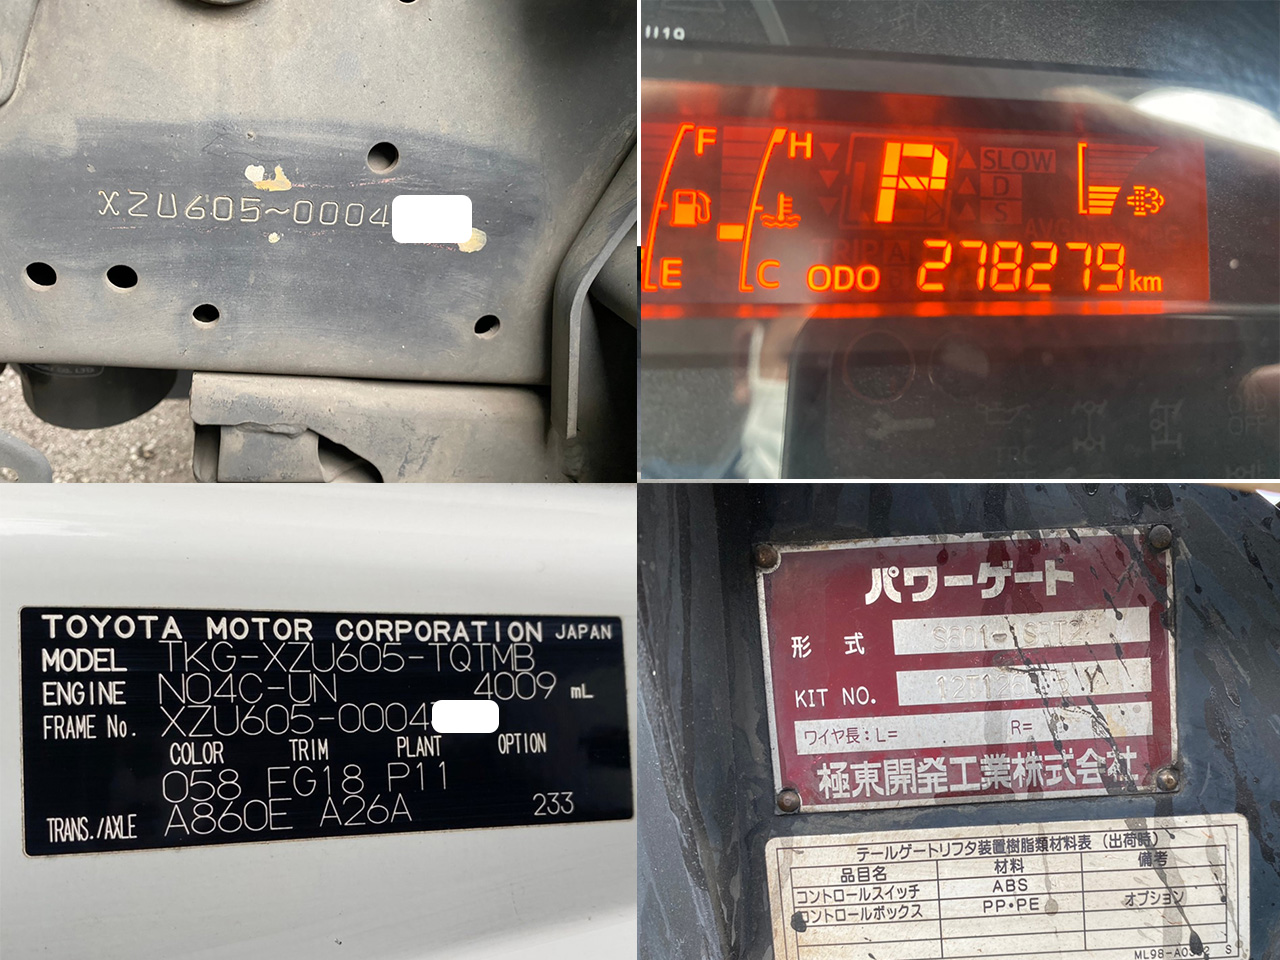 XZU605-0004
1119
F
H
P
SLOW
D
S
E
C
ODO 278279 km
TOYOTA MOTOR CORPORATION JAPAN
MODEL TKG-XZU605-TQTMB
ENGINE N04C-UN 4009 mL
FRAME No. XZU605-0004
COLOR TRIM PLANT OPTION
058 FG18 P11
TRANS./AXLE A860E A26A 233
パワーゲート
形式
KIT NO.
ワイヤ長:L= R=
極東開発工業株式会社
テールゲートリフタ装置樹脂類材料表(出荷時)
品目名 材料 備考
コントロールスイッチ ABS
コントロールボックス PP・PE オプション